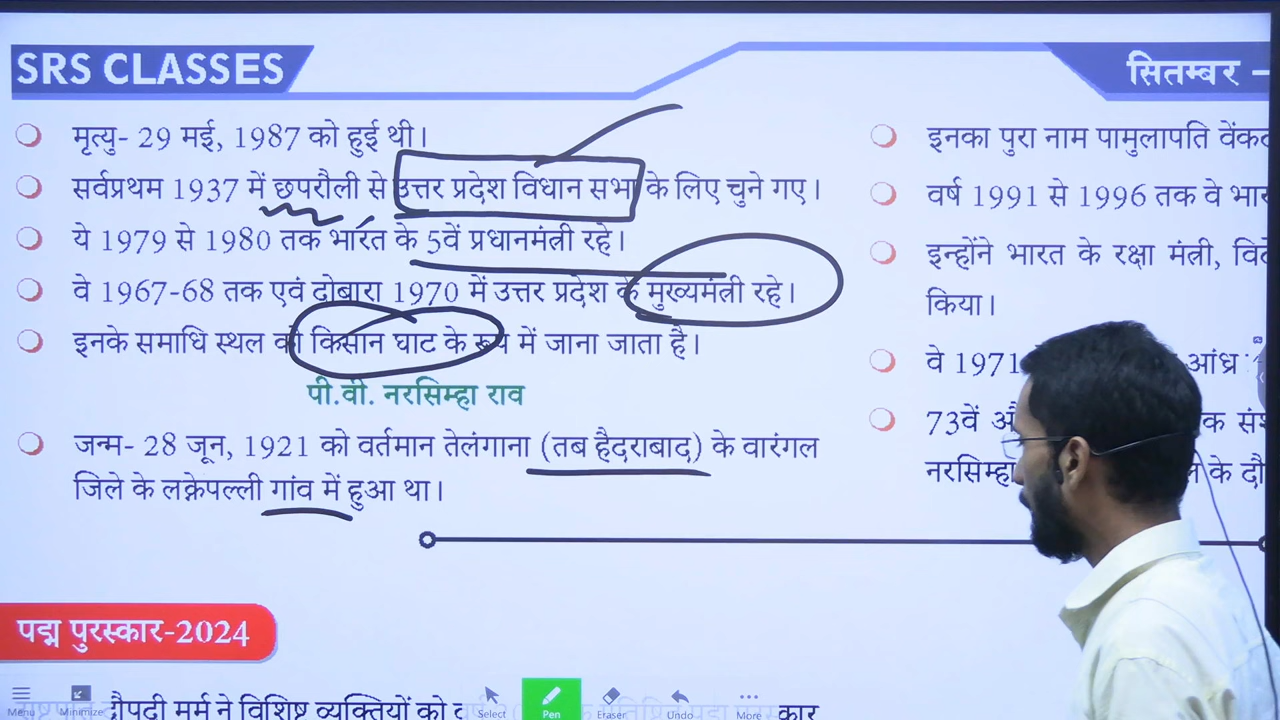 SRS CLASSES
सितम्बर –
मृत्यु- 29 मई, 1987 को हुई थी।
सर्वप्रथम 1937 में छपरौली से उत्तर प्रदेश विधान सभा के लिए चुने गए।
ये 1979 से 1980 तक भारत के 5वें प्रधानमंत्री रहे।
वे 1967-68 तक एवं दोबारा 1970 में उत्तर प्रदेश के मुख्यमंत्री रहे।
इनके समाधि स्थल को किसान घाट के रूप में जाना जाता है।
पी.वी. नरसिम्हा राव
जन्म- 28 जून, 1921 को वर्तमान तेलंगाना (तब हैदराबाद) के वारंगल
जिले के लक्नेपल्ली गांव में हुआ था।
इनका पुरा नाम पामुलापति
वर्ष 1991 से 1996 तक वे
इन्होंने भारत के रक्षा मंत्री,
किया।
वे 1971 आंध्र
73वें
नरसिम्हा के
पद्म पुरस्कार-2024
द्रौपदी मुर्मू ने विशिष्ट व्यक्तियों को
Menu
Minimize
Select
Pen
Eraser
Undo
More